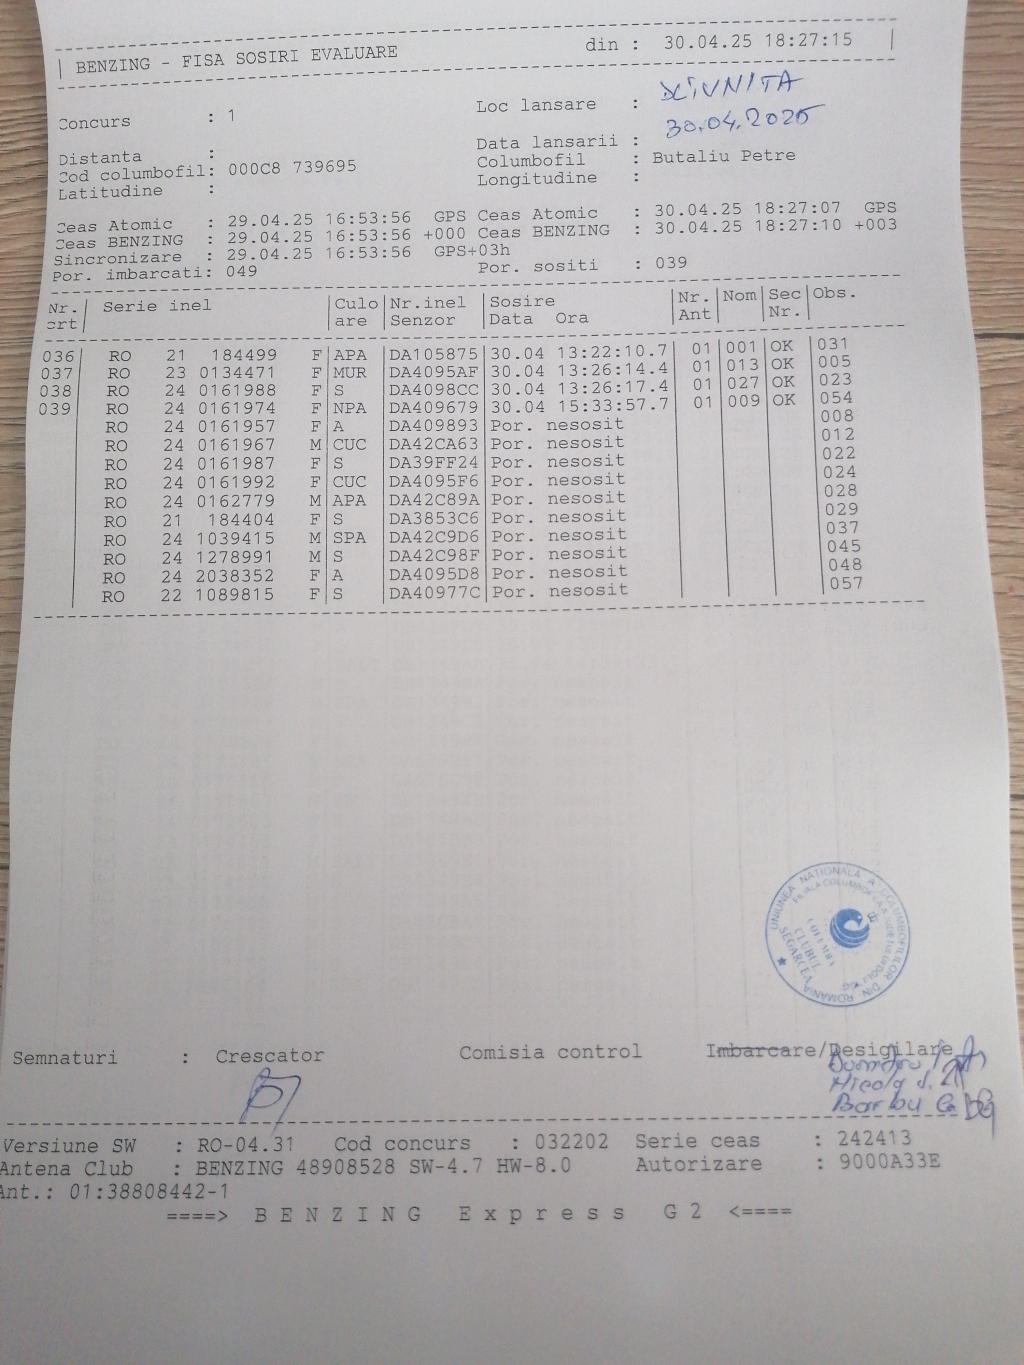 BENZING - FISA SOSIRI EVALUARE din : 30.04.25 18:27:15
Concurs : 1 Loc lansare : SLIVNITA
30.04.2025
Distanta : Data lansarii :
Cod columbofil: 000C8 739695 Columbofil : Butaliu Petre
Latitudine : Longitudine :
Ceas Atomic : 29.04.25 16:53:56 GPS Ceas Atomic : 30.04.25 18:27:07 GPS
Ceas BENZING : 29.04.25 16:53:56 +000 Ceas BENZING : 30.04.25 18:27:10 +003
Sincronizare : 29.04.25 16:53:56 GPS+03h
Por. imbarcati: 049 Por. sositi : 039
Nr. Serie inel Culo Nr.inel Sosire Nr. Nom Sec Obs.
crt are Senzor Data Ora Ant Nr.
036 RO 21 184499 F APA DA105875 30.04 13:22:10.7 01 001 OK 031
037 RO 23 0134471 F MUR DA4095AF 30.04 13:26:14.4 01 013 OK 005
038 RO 24 0161988 F S DA4098CC 30.04 13:26:17.4 01 027 OK 023
039 RO 24 0161974 F NPA DA409679 30.04 15:33:57.7 01 009 OK 054
RO 24 0161957 F A DA409893 Por. nesosit 008
RO 24 0161967 M CUC DA42CA63 Por. nesosit 012
RO 24 0161987 F S DA39FF24 Por. nesosit 022
RO 24 0161992 F CUC DA4095F6 Por. nesosit 024
RO 24 0162779 M APA DA42C89A Por. nesosit 028
RO 21 184404 F S DA3853C6 Por. nesosit 029
RO 24 1039415 M SPA DA42C9D6 Por. nesosit 037
RO 24 1278991 M S DA42C98F Por. nesosit 045
RO 24 2038352 F A DA4095D8 Por. nesosit 048
RO 22 1089815 F S DA40977C Por. nesosit 057
UNIUNEA NATIONALA A COLUMBOFILILOR DIN ROMANIA
COLUMBA
CLUBUL
SEGARCEA
Semnaturi : Crescator Comisia control Imbarcare/Desigilare
Dumitru
Nicola
Barbu
Versiune SW : RO-04.31 Cod concurs : 032202 Serie ceas : 242413
Antena Club : BENZING 48908528 SW-4.7 HW-8.0 Autorizare : 9000A33E
Ant.: 01:38808442-1
====> B E N Z I N G E x p r e s s G 2 <====